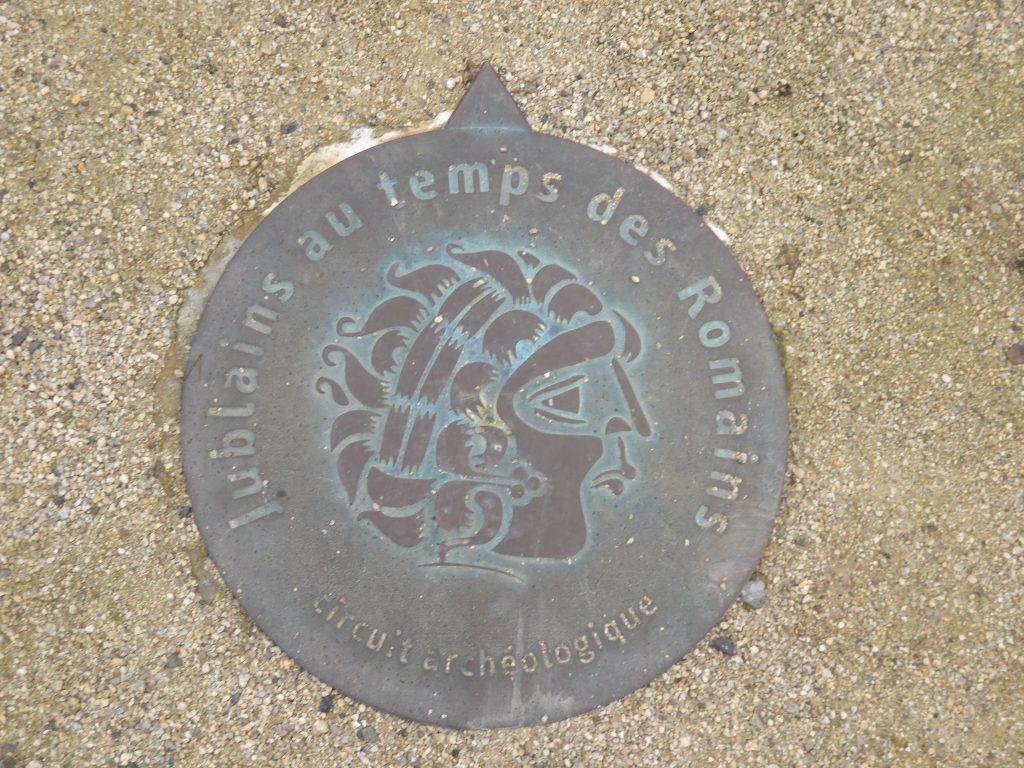 Jublains au temps des Romains
circuit archéologique